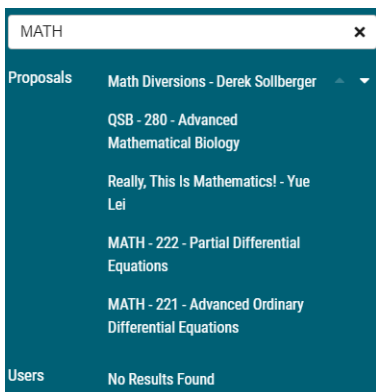 MATH
Proposals
Math Diversions - Derek Sollberger
QSB - 280 - Advanced
Mathematical Biology
Really, This Is Mathematics! - Yue
Lei
MATH - 222 - Partial Differential
Equations
MATH - 221 - Advanced Ordinary
Differential Equations
Users
No Results Found